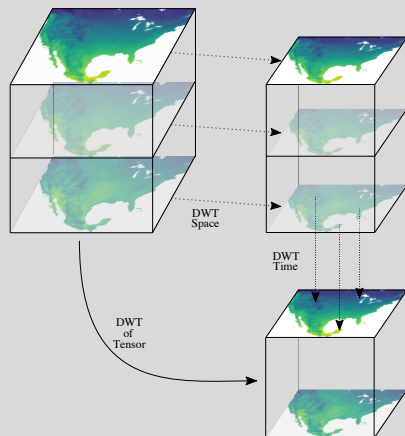 DWT
Space
DWT
Time
DWT
of
Tensor